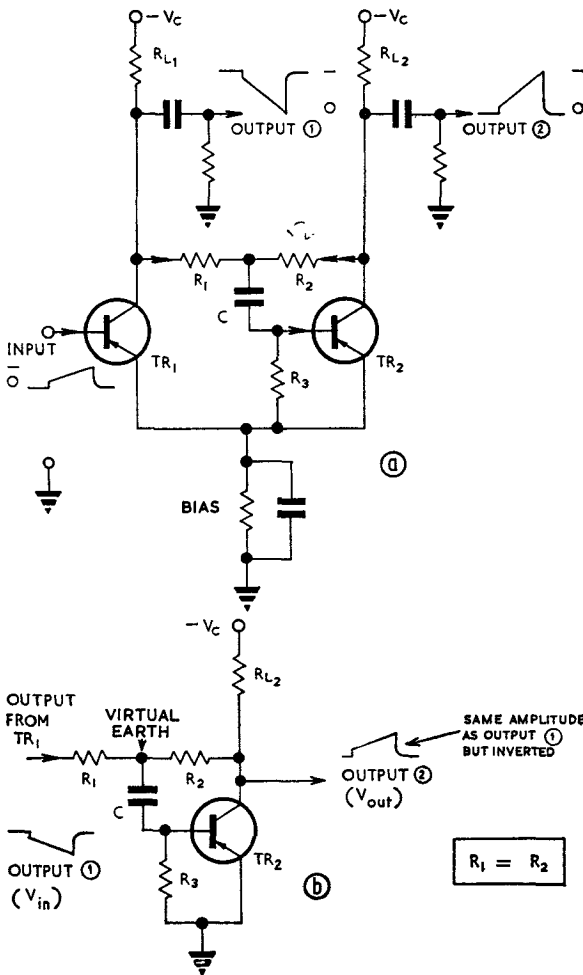 −Vc
−Vc
RL1
RL2
OUTPUT ①
−
0
OUTPUT ②
−
0
R1
R2
C
INPUT
−
0
TR1
TR2
R3
ⓐ
BIAS
−Vc
RL2
OUTPUT
FROM
TR1
VIRTUAL
EARTH
R1
R2
C
SAME AMPLITUDE
AS OUTPUT ①
BUT INVERTED
OUTPUT ②
(Vout)
OUTPUT ①
(Vin)
TR2
R3
ⓑ
R1 = R2